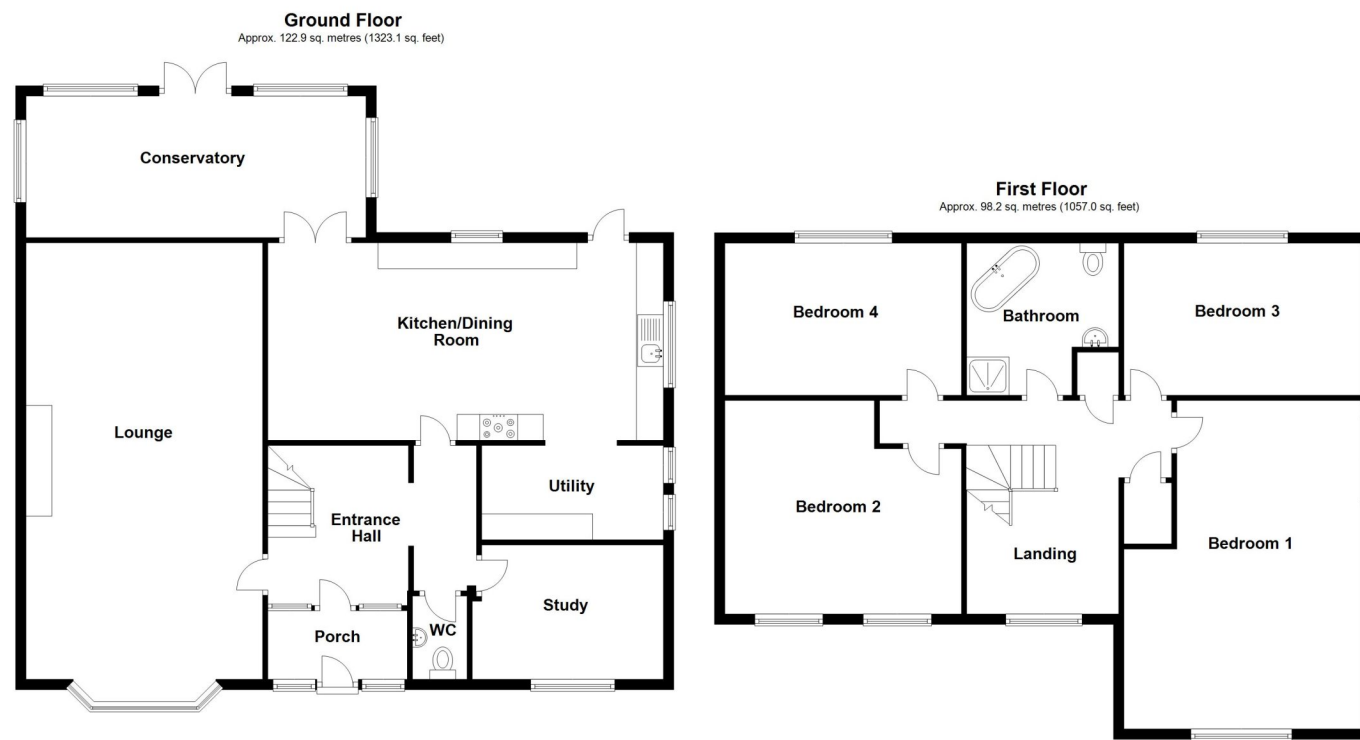 Ground Floor
Approx. 122.9 sq. metres (1323.1 sq. feet)
Conservatory
Kitchen/Dining
Room
Lounge
Utility
Entrance
Hall
Study
WC
Porch
First Floor
Approx. 98.2 sq. metres (1057.0 sq. feet)
Bedroom 4
Bathroom
Bedroom 3
Bedroom 2
Landing
Bedroom 1